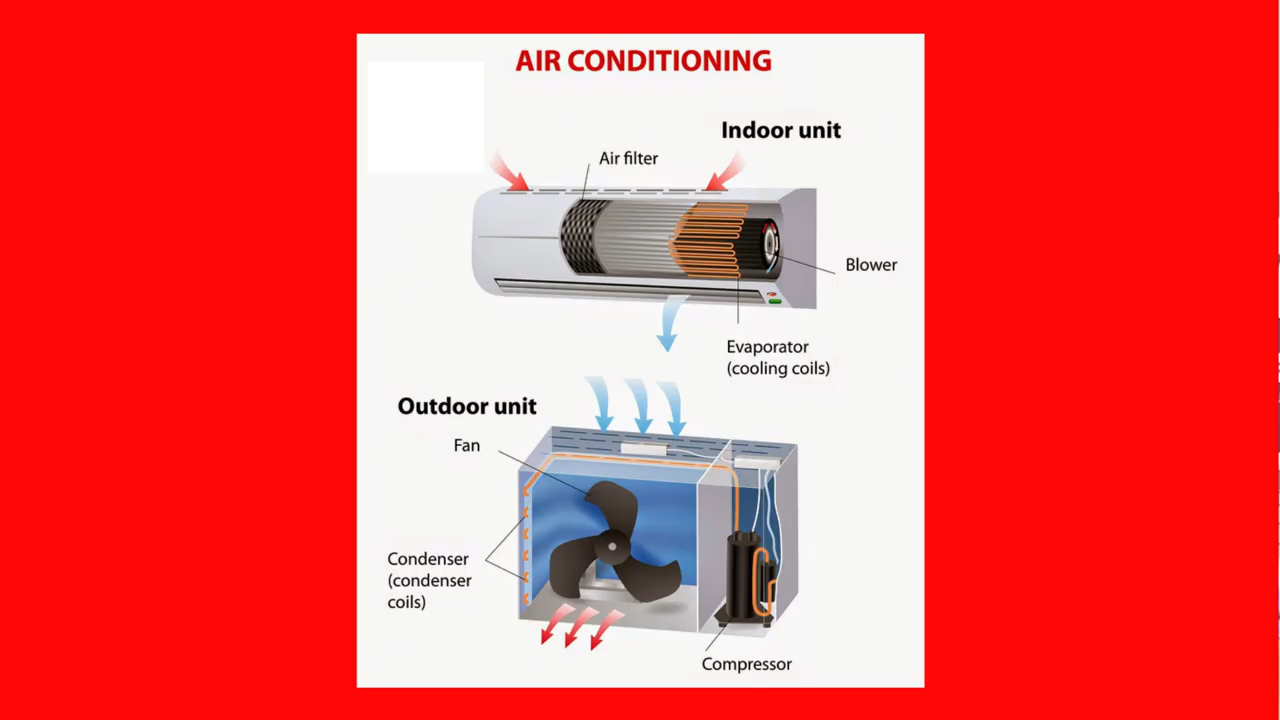 AIR CONDITIONING
Indoor unit
Air filter
Blower
Evaporator
(cooling coils)
Outdoor unit
Fan
Condenser
(condenser
coils)
Compressor